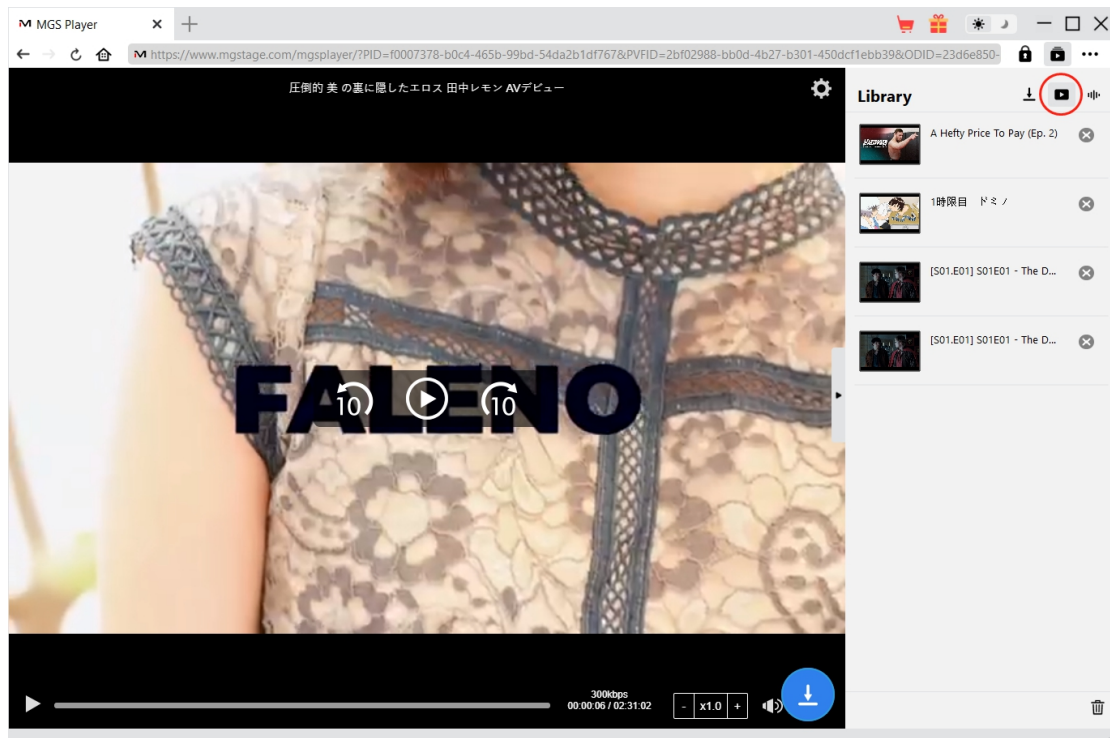 MGS Player
https://www.mgstage.com/mgsplayer/?PID=f0007378-b0c4-465b-99bd-54da2b1df767&PVFID=2bf02988-bb0d-4b27-b301-450dcf1ebb39&ODID=23d6e850-
圧倒的 美 の裏に隠したエロス 田中レモン AVデビュー
Library
A Hefty Price To Pay (Ep. 2)
1時限目 ドミノ
[S01.E01] S01E01 - The D...
[S01.E01] S01E01 - The D...
FALENO
10
10
300kbps
00:00:06 / 02:31:02
- x1.0 +